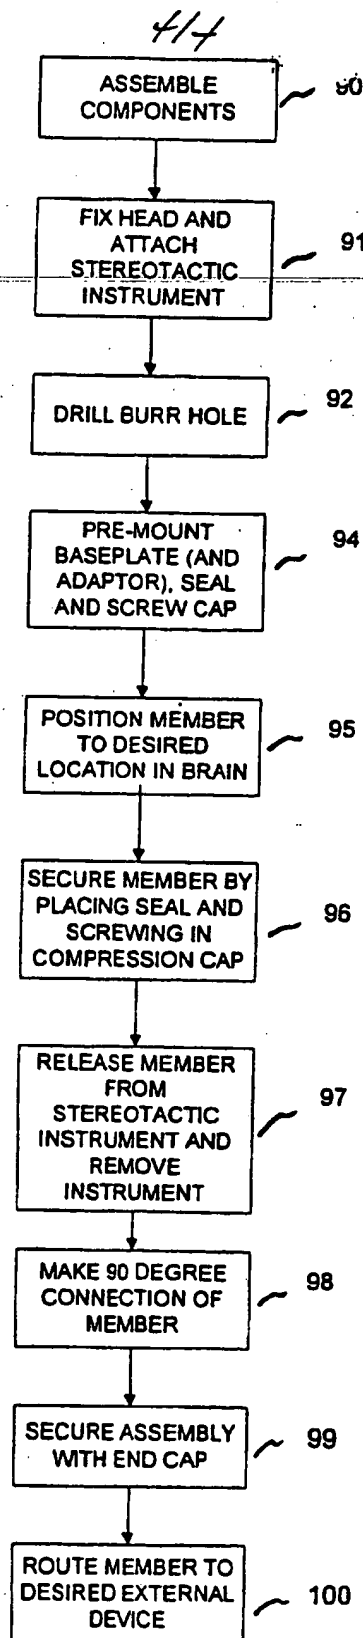 4/4
ASSEMBLE
COMPONENTS
90
FIX HEAD AND
ATTACH
STEREOTACTIC
INSTRUMENT
91
DRILL BURR HOLE
92
PRE-MOUNT
BASEPLATE (AND
ADAPTOR), SEAL
AND SCREW CAP
94
POSITION MEMBER
TO DESIRED
LOCATION IN BRAIN
95
SECURE MEMBER BY
PLACING SEAL AND
SCREWING IN
COMPRESSION CAP
96
RELEASE MEMBER
FROM
STEREOTACTIC
INSTRUMENT AND
REMOVE
INSTRUMENT
97
MAKE 90 DEGREE
CONNECTION OF
MEMBER
98
SECURE ASSEMBLY
WITH END CAP
99
ROUTE MEMBER TO
DESIRED EXTERNAL
DEVICE
100